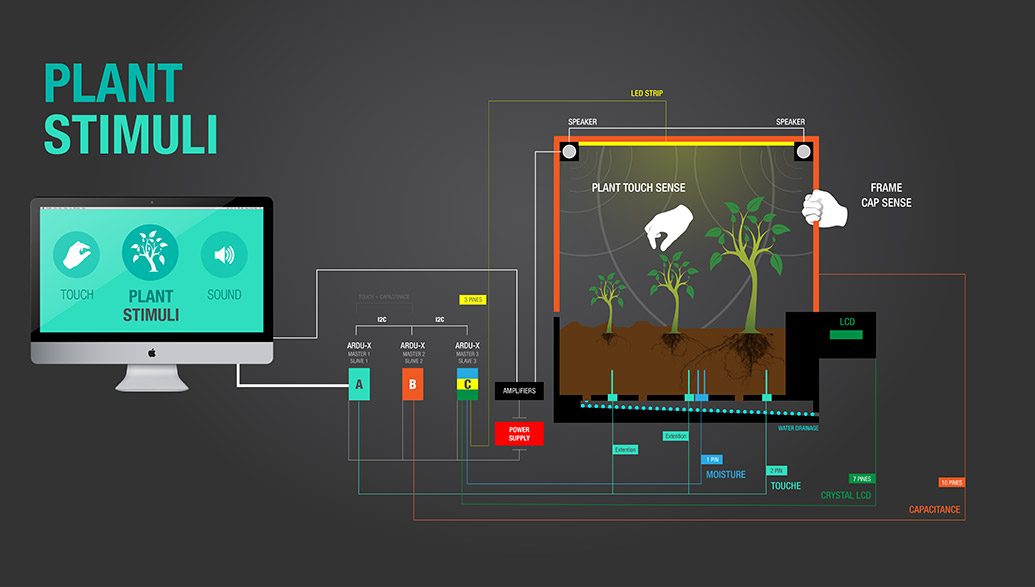 PLANT
STIMULI
LED STRIP
SPEAKER
SPEAKER
PLANT TOUCH SENSE
FRAME
CAP SENSE
TOUCH
PLANT
STIMULI
SOUND
TOUCH + CAPACITANCE
3 PINES
I2C
I2C
ARDU-X
MASTER 1
SLAVE 1
ARDU-X
MASTER 2
SLAVE 2
ARDU-X
MASTER 3
SLAVE 3
A
B
C
AMPLIFIERS
POWER
SUPPLY
LCD
WATER DRAINAGE
Extention
Extention
1 PIN
MOISTURE
2 PIN
TOUCHE
7 PINES
CRYSTAL LCD
10 PINES
CAPACITANCE